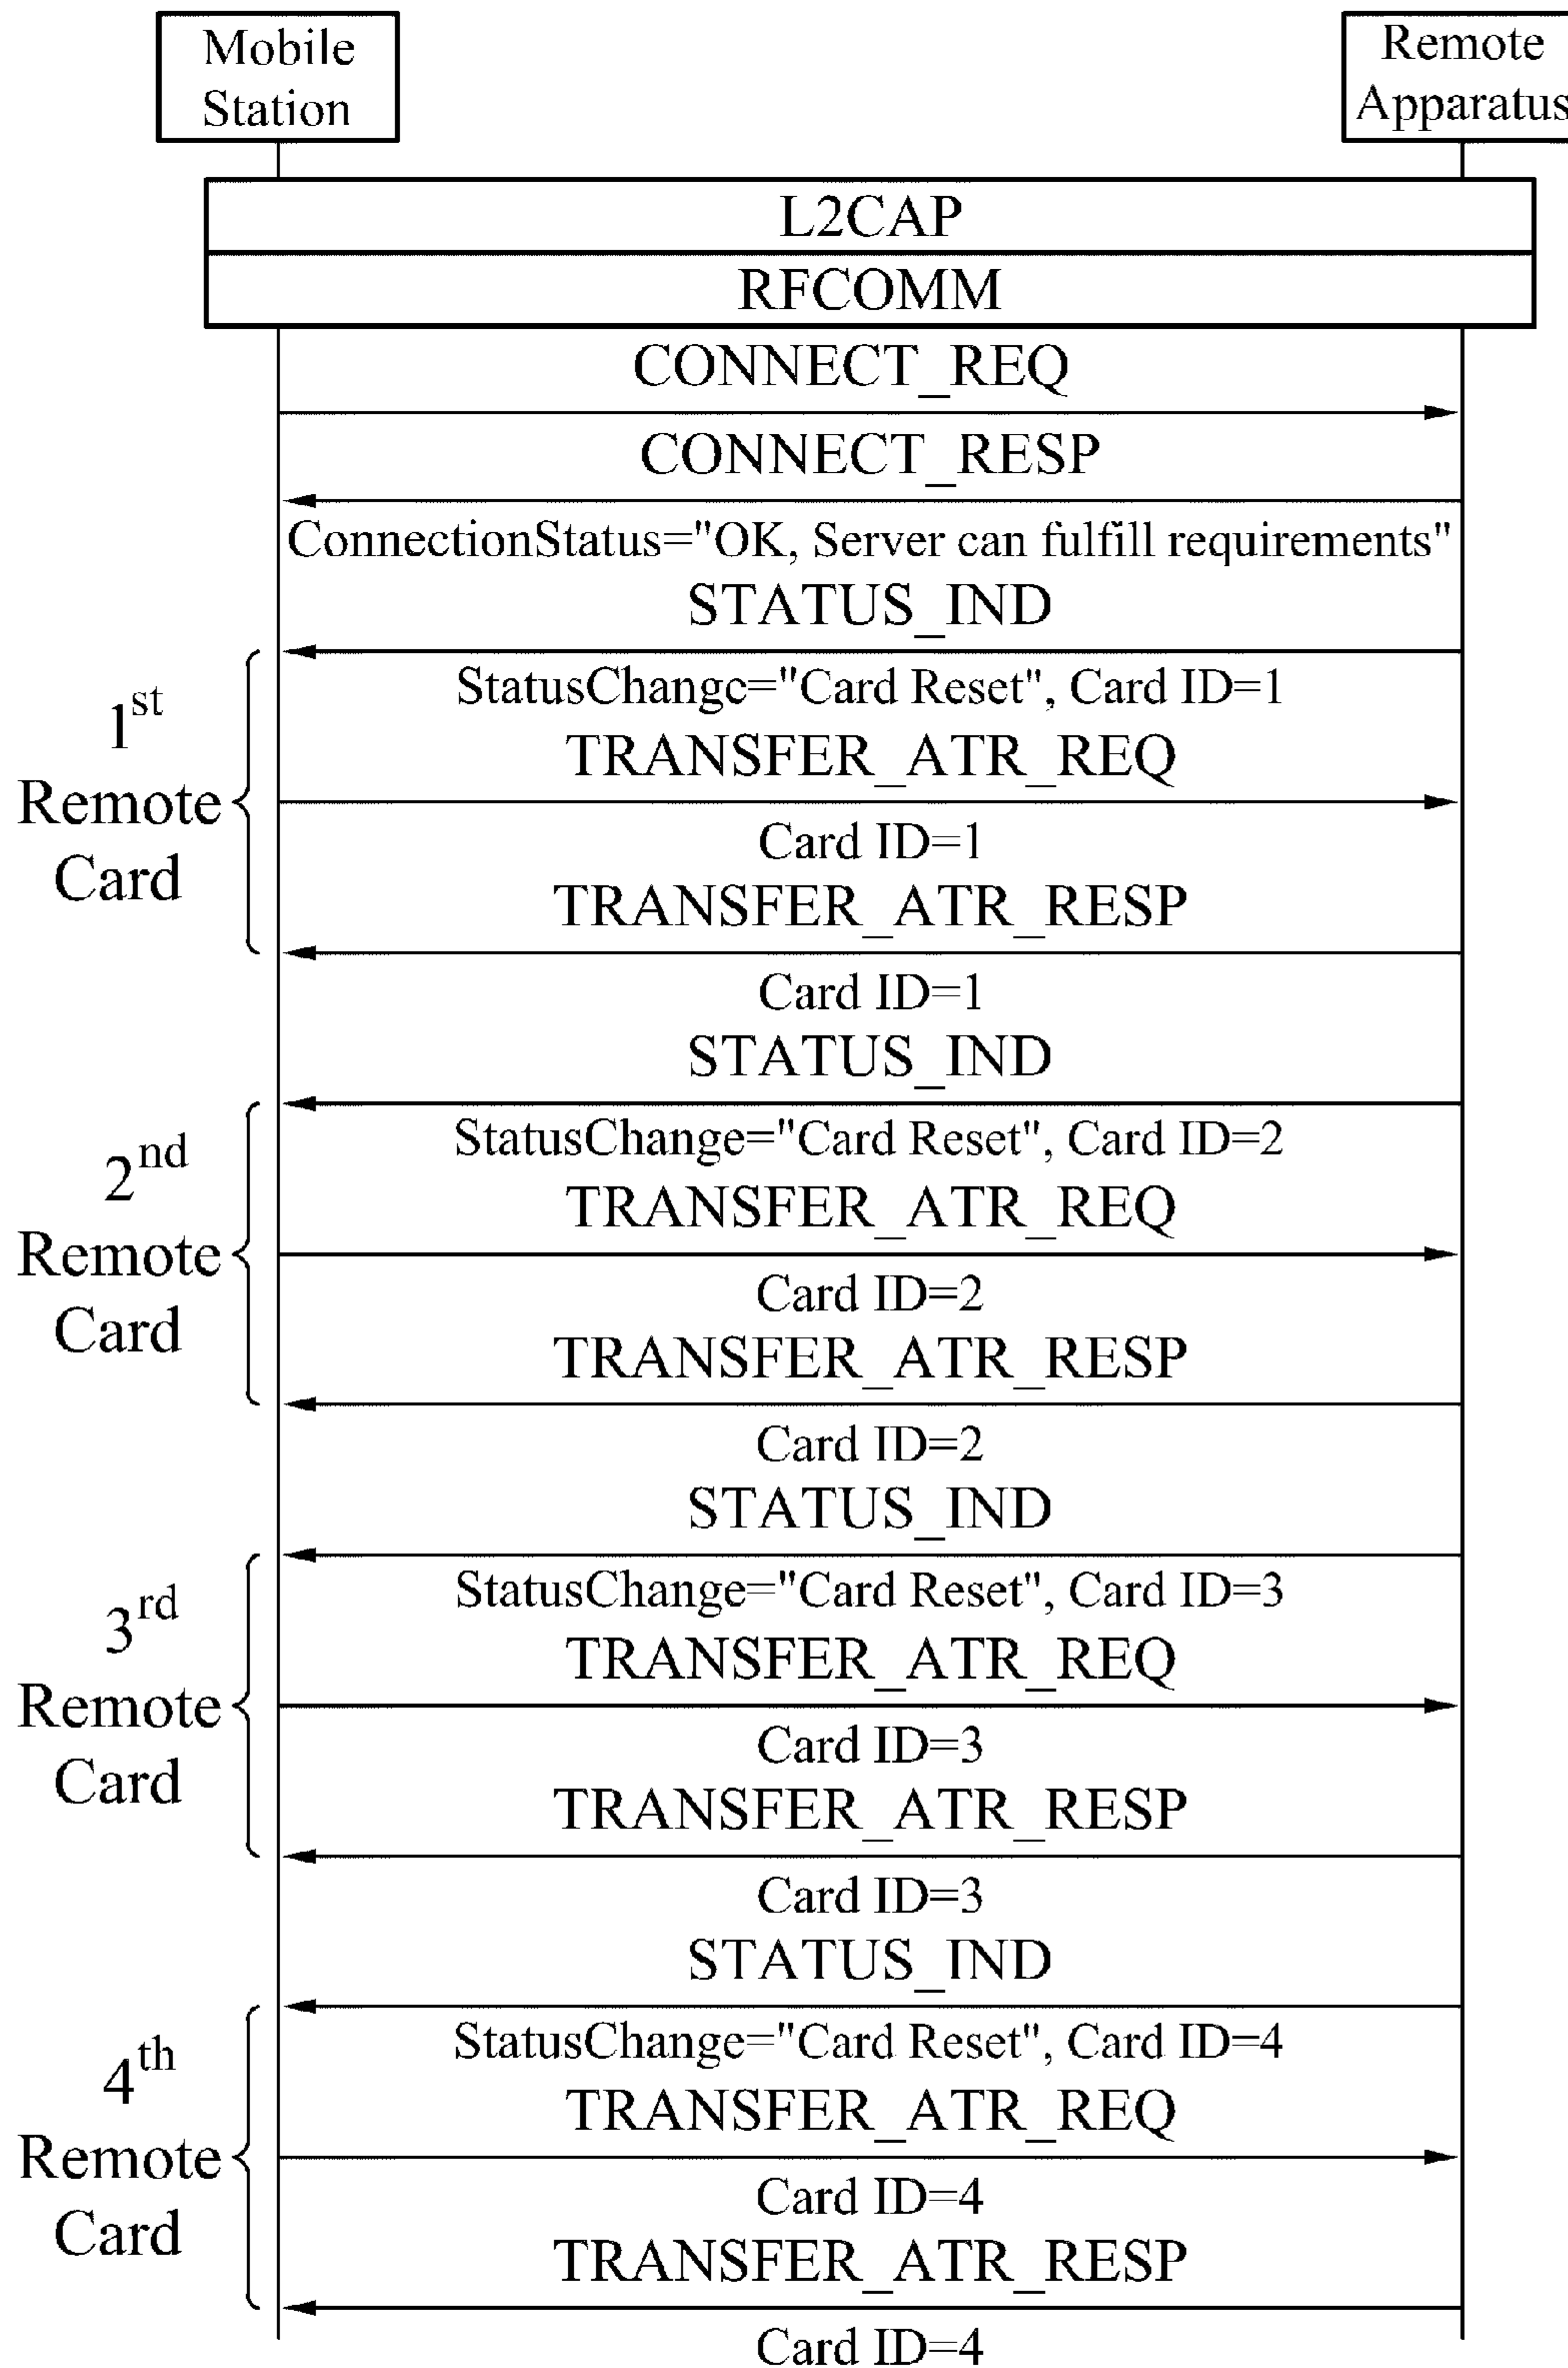 Mobile
Station
Remote
Apparatus
L2CAP
RFCOMM
CONNECT_REQ
CONNECT_RESP
ConnectionStatus="OK, Server can fulfill requirements"
STATUS_IND
StatusChange="Card Reset", Card ID=1
1st
Remote
Card
TRANSFER_ATR_REQ
Card ID=1
TRANSFER_ATR_RESP
Card ID=1
STATUS_IND
StatusChange="Card Reset", Card ID=2
2nd
Remote
Card
TRANSFER_ATR_REQ
Card ID=2
TRANSFER_ATR_RESP
Card ID=2
STATUS_IND
StatusChange="Card Reset", Card ID=3
3rd
Remote
Card
TRANSFER_ATR_REQ
Card ID=3
TRANSFER_ATR_RESP
Card ID=3
STATUS_IND
StatusChange="Card Reset", Card ID=4
4th
Remote
Card
TRANSFER_ATR_REQ
Card ID=4
TRANSFER_ATR_RESP
Card ID=4